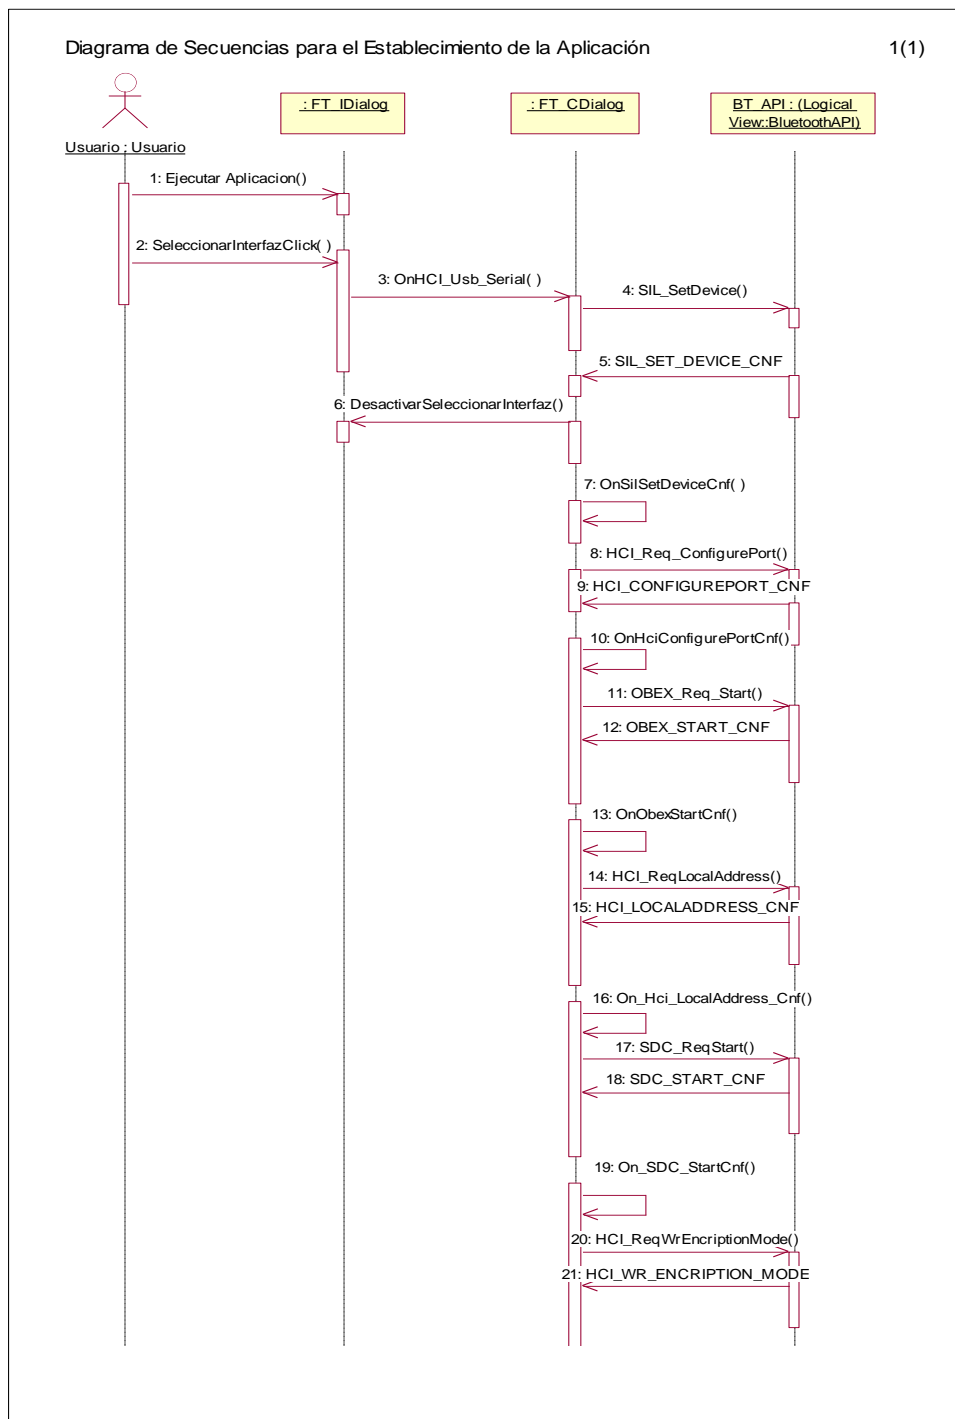 Diagrama de Secuencias para el Establecimiento de la Aplicación
1(1)
: FT_IDialog
: FT_CDialog
BT_API : (Logical
View::BluetoothAPI)
Usuario : Usuario
1: Ejecutar Aplicacion()
2: SeleccionarInterfazClick( )
3: OnHCI_Usb_Serial( )
4: SIL_SetDevice()
5: SIL_SET_DEVICE_CNF
6: DesactivarSeleccionarInterfaz()
7: OnSilSetDeviceCnf( )
8: HCI_Req_ConfigurePort()
9: HCI_CONFIGUREPORT_CNF
10: OnHciConfigurePortCnf()
11: OBEX_Req_Start()
12: OBEX_START_CNF
13: OnObexStartCnf()
14: HCI_ReqLocalAddress()
15: HCI_LOCALADDRESS_CNF
16: On_Hci_LocalAddress_Cnf()
17: SDC_ReqStart()
18: SDC_START_CNF
19: On_SDC_StartCnf()
20: HCI_ReqWrEncriptionMode()
21: HCI_WR_ENCRIPTION_MODE